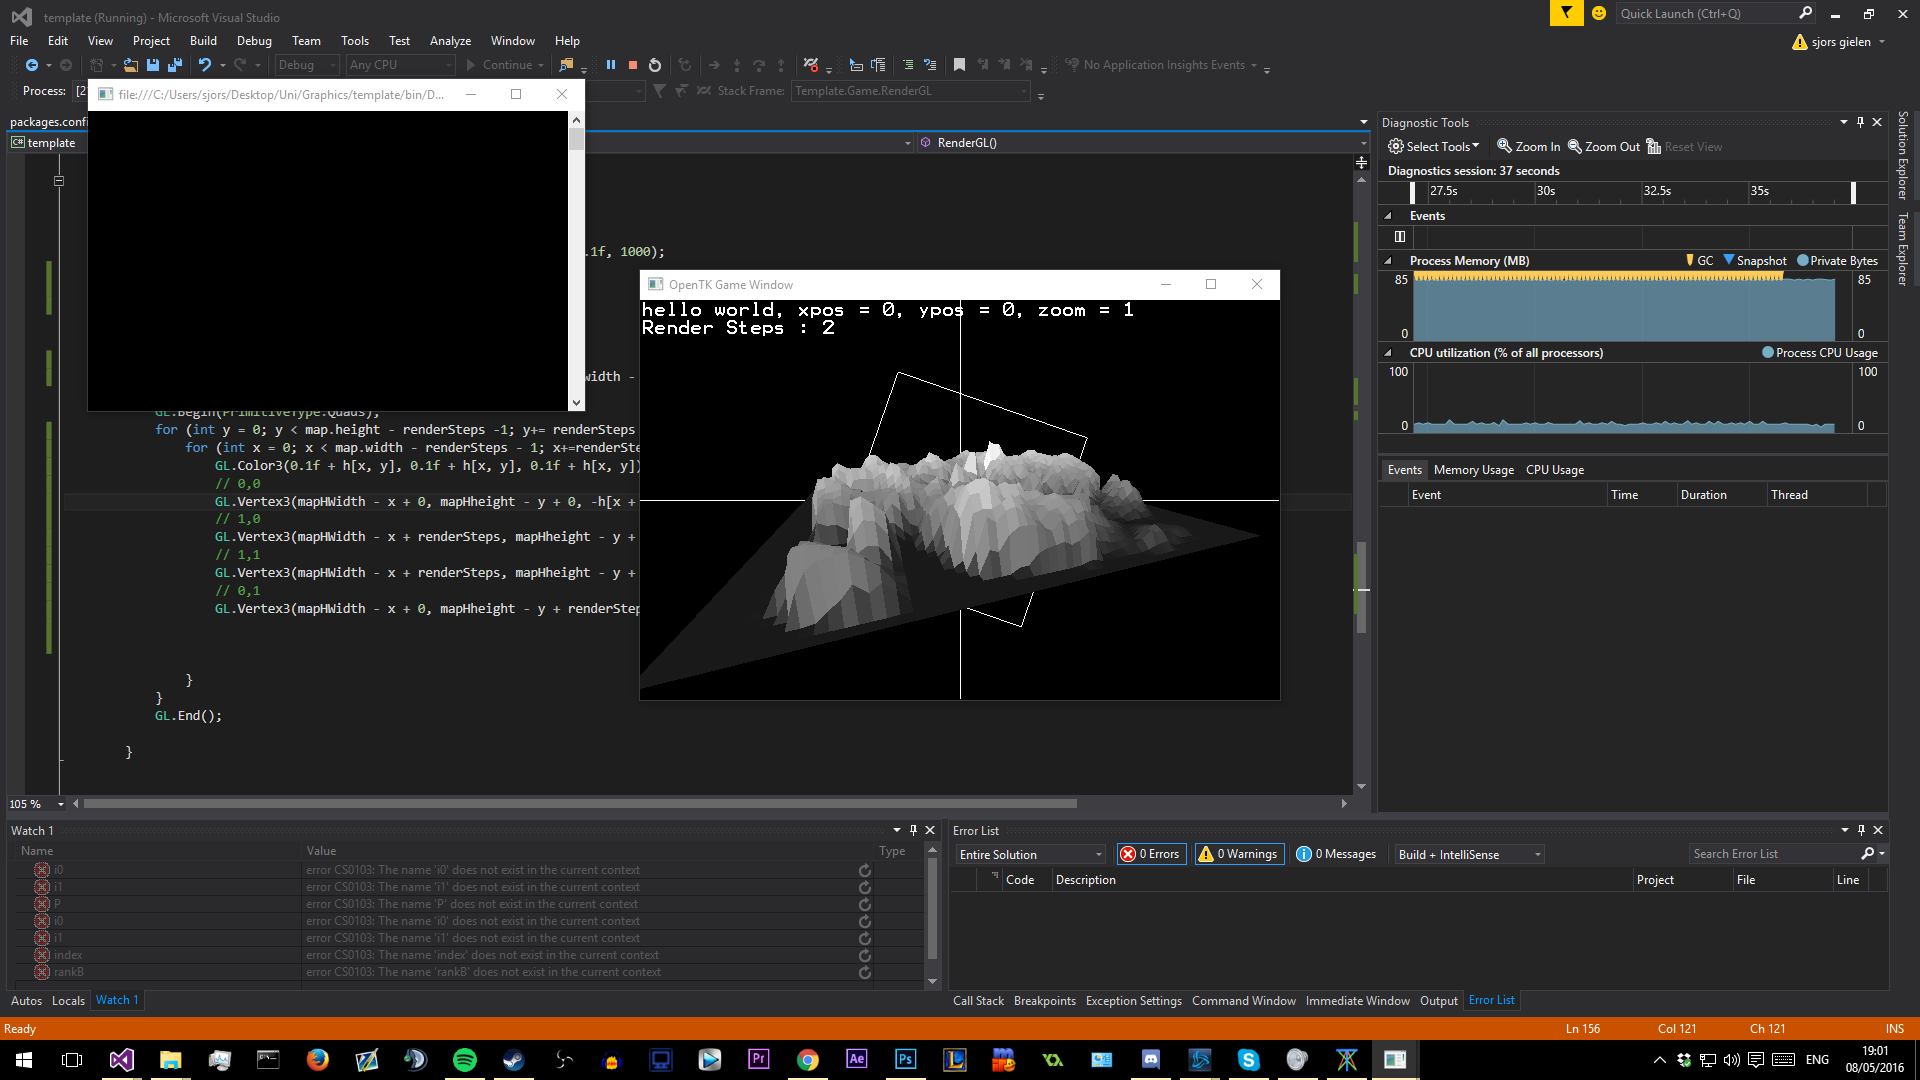 template (Running) - Microsoft Visual Studio
Quick Launch (Ctrl+Q)
File Edit View Project Build Debug Team Tools Test Analyze Window Help
sjors gielen
Debug Any CPU Continue
No Application Insights Events
Process: [2
Stack Frame: Template.Game.RenderGL
file:///C:/Users/sjors/Desktop/Uni/Graphics/template/bin/D...
packages.confi
template
RenderGL()
.1f, 1000);
width -
GL.Begin(PrimitiveType.Quads);
for (int y = 0; y < map.height - renderSteps -1; y+= renderSteps
for (int x = 0; x < map.width - renderSteps - 1; x+=renderSte
GL.Color3(0.1f + h[x, y], 0.1f + h[x, y], 0.1f + h[x, y])
// 0,0
GL.Vertex3(mapHWidth - x + 0, mapHheight - y + 0, -h[x +
// 1,0
GL.Vertex3(mapHWidth - x + renderSteps, mapHheight - y +
// 1,1
GL.Vertex3(mapHWidth - x + renderSteps, mapHheight - y +
// 0,1
GL.Vertex3(mapHWidth - x + 0, mapHheight - y + renderStep
}
}
GL.End();
}
105 %
OpenTK Game Window
hello world, xpos = 0, ypos = 0, zoom = 1
Render Steps : 2
Diagnostic Tools
Select Tools Zoom In Zoom Out Reset View
Diagnostics session: 37 seconds
27.5s 30s 32.5s 35s
Events
Process Memory (MB) GC Snapshot Private Bytes
85 85
0 0
CPU utilization (% of all processors) Process CPU Usage
100 100
0 0
Events Memory Usage CPU Usage
Event Time Duration Thread
Solution Explorer
Team Explorer
Watch 1
Name Value Type
i0 error CS0103: The name 'i0' does not exist in the current context
i1 error CS0103: The name 'i1' does not exist in the current context
P error CS0103: The name 'P' does not exist in the current context
i0 error CS0103: The name 'i0' does not exist in the current context
i1 error CS0103: The name 'i1' does not exist in the current context
index error CS0103: The name 'index' does not exist in the current context
rankB error CS0103: The name 'rankB' does not exist in the current context
Autos Locals Watch 1
Error List
Entire Solution 0 Errors 0 Warnings 0 Messages Build + IntelliSense Search Error List
Code Description Project File Line
Call Stack Breakpoints Exception Settings Command Window Immediate Window Output Error List
Ready Ln 156 Col 121 Ch 121 INS
Pr Ae Ps
ENG
19:01
08/05/2016